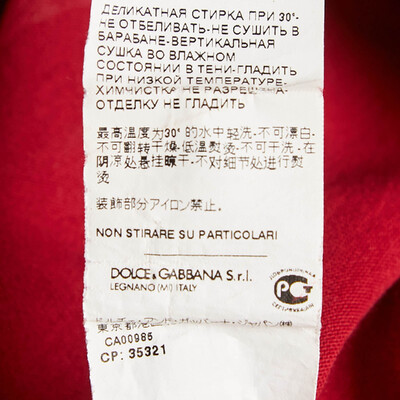 ДЕЛИКАТНАЯ СТИРКА ПРИ 30°-
НЕ ОТБЕЛИВАТЬ-НЕ СУШИТЬ В
БАРАБАНЕ-ВЕРТИКАЛЬНАЯ
СУШКА ВО ВЛАЖНОМ
СОСТОЯНИИ В ТЕНИ-ГЛАДИТЬ
ПРИ НИЗКОЙ ТЕМПЕРАТУРЕ-
ХИМЧИСТКА НЕ РАЗРЕШ
ОТДЕЛКУ НЕ ГЛАДИТЬ
最高温度为30°的水中轻洗-不可漂白-
不可翻转干燥-低温熨烫-不可干洗-在
阴凉处悬挂晾干-不对细节处进行熨
烫
装飾部分アイロン禁止。
NON STIRARE SU PARTICOLARI
DOLCE & GABBANA S.r.l.
LEGNANO (MI) ITALY
PG
CA00985
CP: 35321